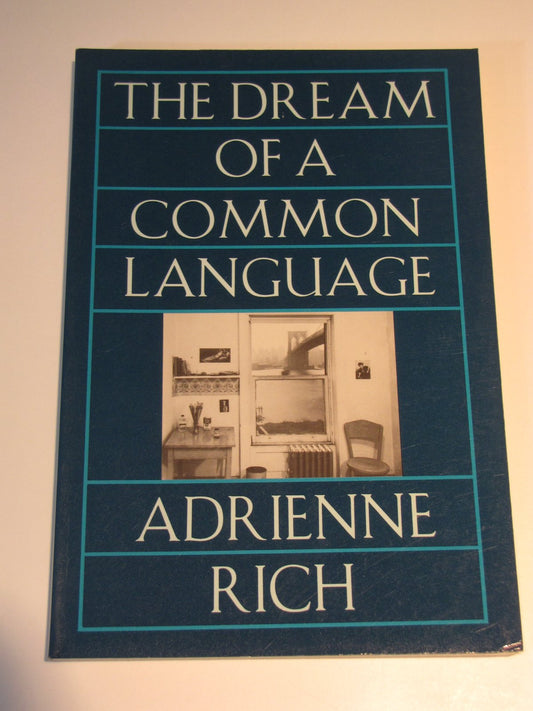 THE DREAM
OF A
COMMON
LANGUAGE
ADRIENNE
RICH